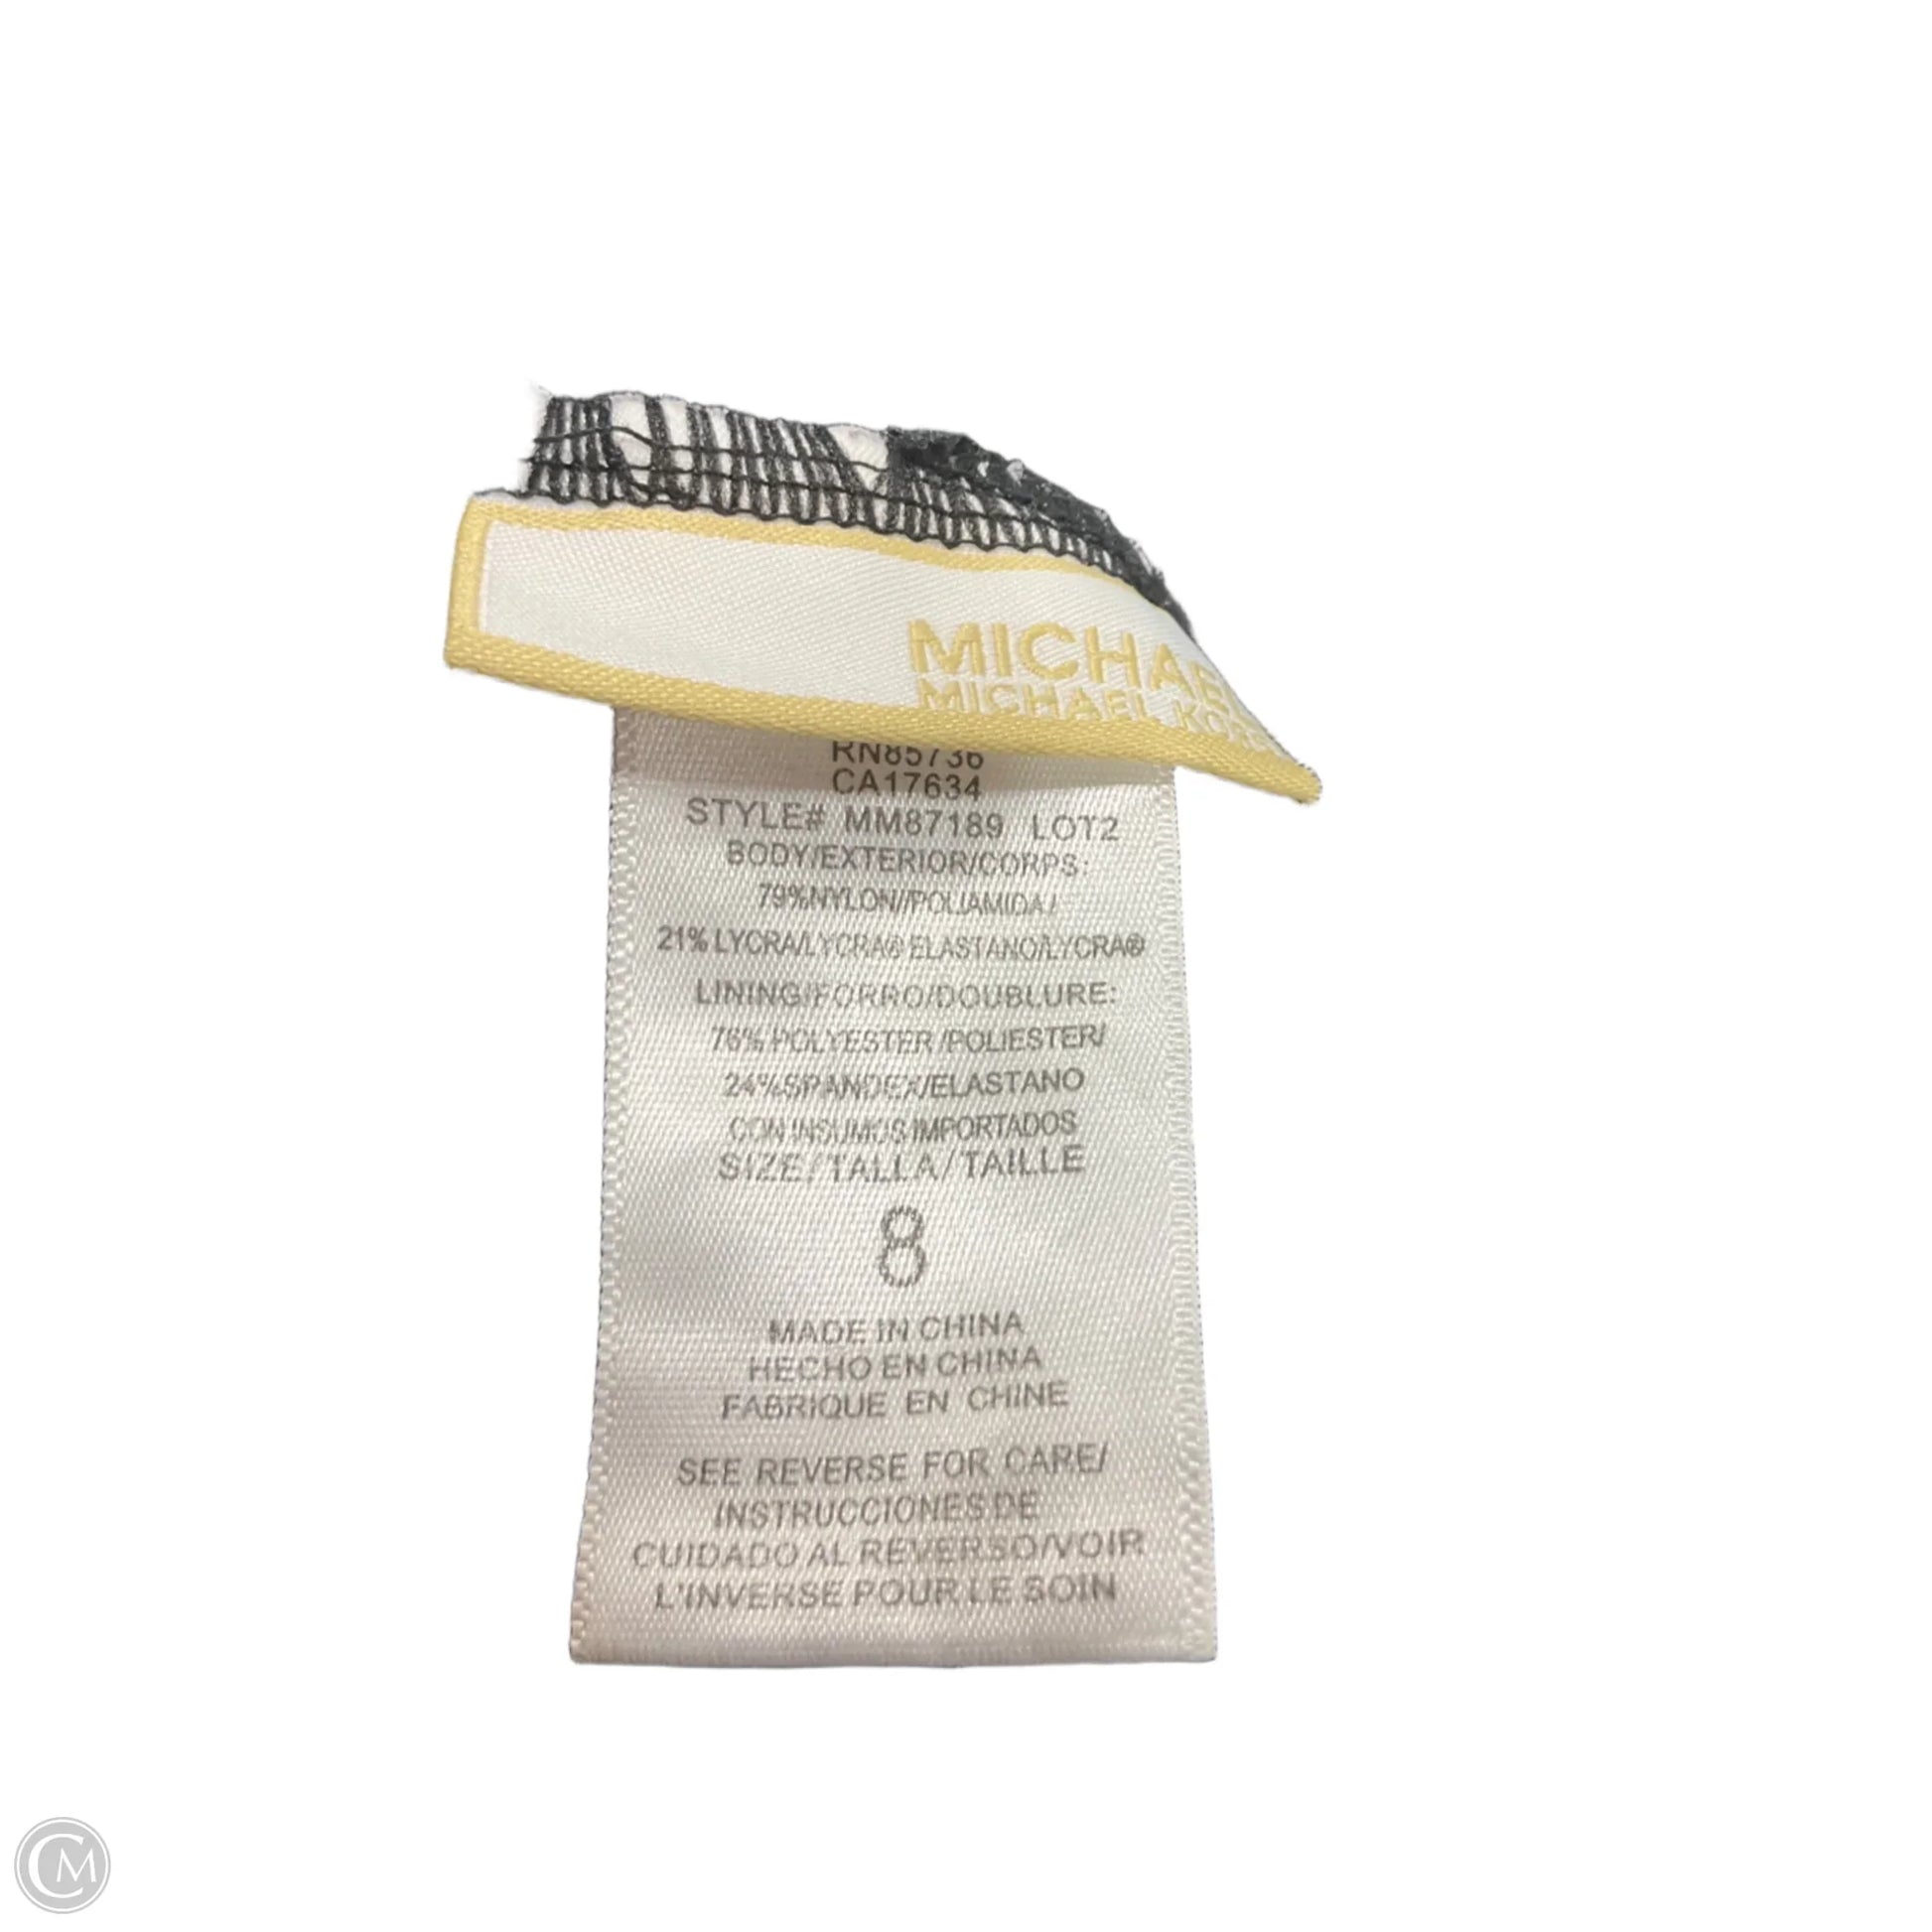 MICHAEL
MICHAEL KORS
RN85736
CA17634
STYLE# MM87189 LOT2
BODY/EXTERIOR/CORPS:
79%NYLON//POLIAMIDA/
21% LYCRA/LYCRA® ELASTANO/LYCRA®
LINING/FORRO/DOUBLURE:
76% POLYESTER /POLIESTER/
24%SPANDEX/ELASTANO
CON INSUMOS IMPORTADOS
SIZE/TALLA/TAILLE
8
MADE IN CHINA
HECHO EN CHINA
FABRIQUE EN CHINE
SEE REVERSE FOR CARE/
INSTRUCCIONES DE
CUIDADO AL REVERSO/VOIR
L'INVERSE POUR LE SOIN
CM